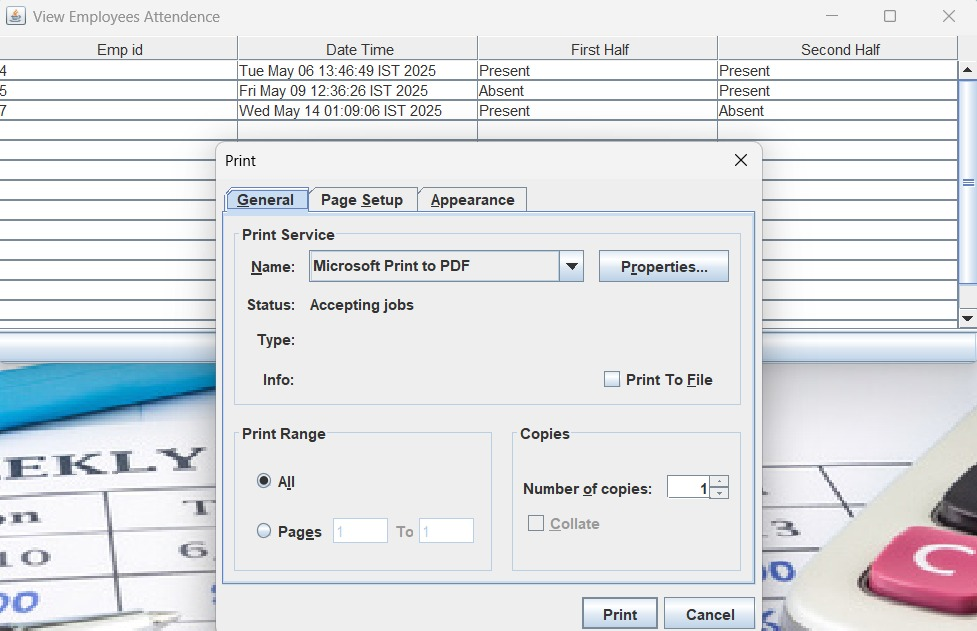 View Employees Attendence
Emp id Date Time First Half Second Half
4 Tue May 06 13:46:49 IST 2025 Present Present
5 Fri May 09 12:36:26 IST 2025 Absent Present
7 Wed May 14 01:09:06 IST 2025 Present Absent
Print
General Page Setup Appearance
Print Service
Name: Microsoft Print to PDF Properties...
Status: Accepting jobs
Type:
Info: Print To File
Print Range Copies
All Number of copies: 1
Pages 1 To 1 Collate
Print Cancel
EKLY
on T
10 6. 3
00 00
C